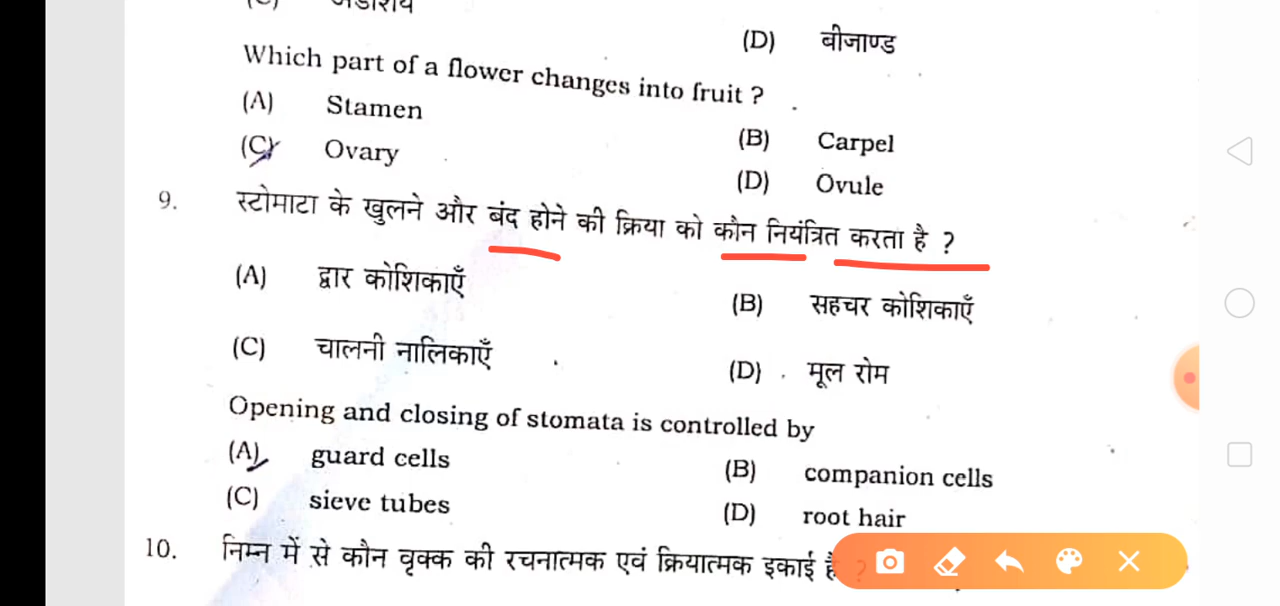 (C) अंडाशय
(D) बीजाण्ड
Which part of a flower changes into fruit ?
(A) Stamen
(B) Carpel
(C) Ovary
(D) Ovule
9. स्टोमाटा के खुलने और बंद होने की क्रिया को कौन नियंत्रित करता है ?
(A) द्वार कोशिकाएँ
(B) सहचर कोशिकाएँ
(C) चालनी नालिकाएँ
(D) मूल रोम
Opening and closing of stomata is controlled by
(A) guard cells
(B) companion cells
(C) sieve tubes
(D) root hair
10. निम्न में से कौन वृक्क की रचनात्मक एवं क्रियात्मक इकाई है ?